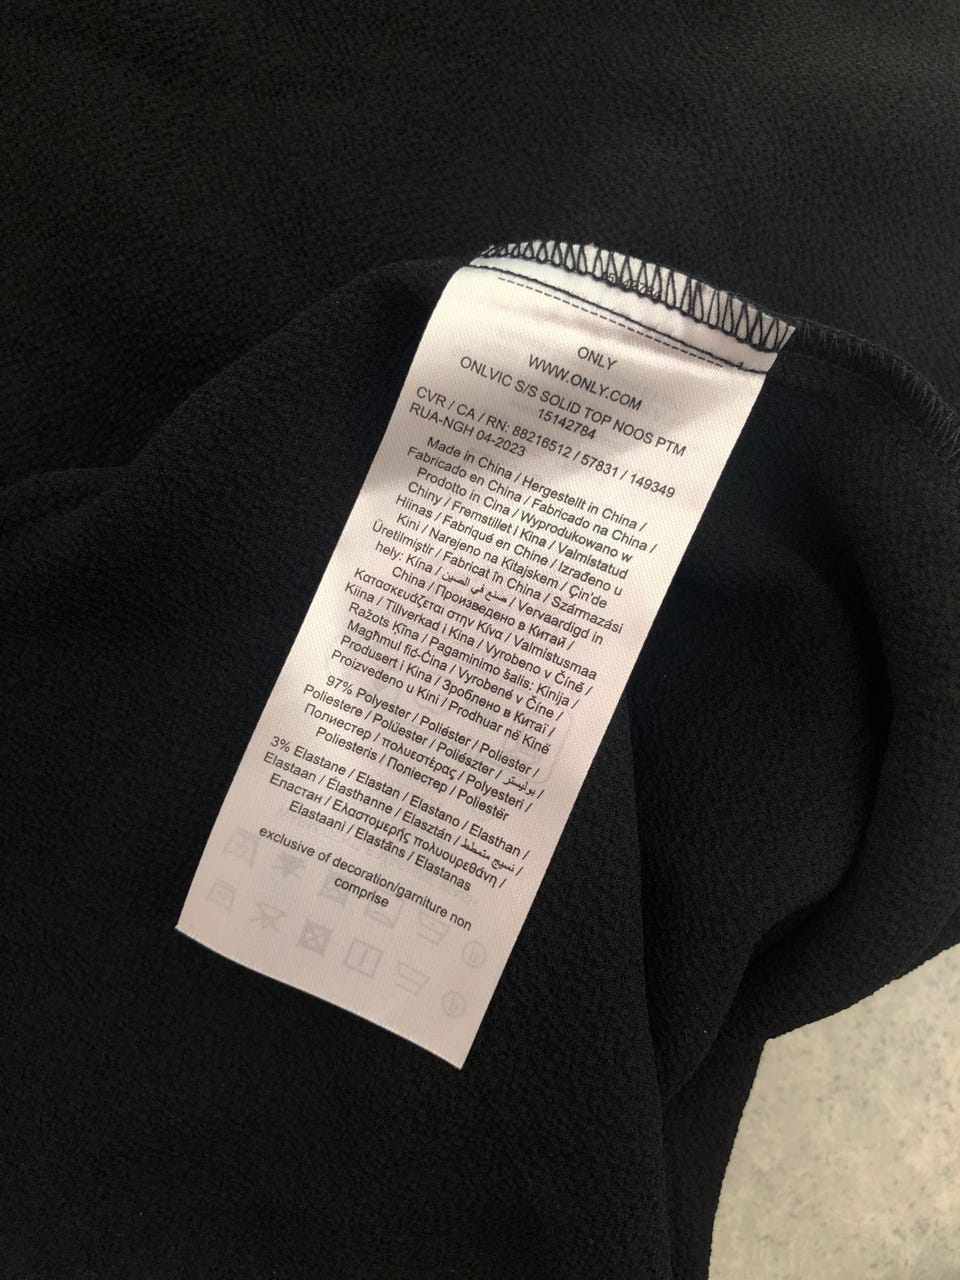 ONLY
WWW.ONLY.COM
ONLVIC S/S SOLID TOP NOOS PTM
15142784
CVR / CA / RN: 88216512 / 57831 / 149349
RUA-NGH 04-2023
Made in China / Hergestellt in China /
Fabricado en China / Fabricado na China /
Prodotto in Cina / Wyprodukowano w
Chiny / Fremstillet i Kina / Valmistatud
Hiinas / Fabriqué en Chine / Izrađeno u
Kini / Narejeno na Kitajskem / Çin'de
Üretilmiştir / Fabricat în China / Származási
hely: Kína / صنع في الصين / Vervaardigd in
China / Произведено в Китай /
Κατασκευάζεται στην Κίνα / Valmistusmaa
Kiina / Tillverkad i Kina / Vyrobeno v Číně /
Ražots Ķīna / Pagaminimo šalis: Kinija /
Magħmul fiċ-Ċina / Vyrobené v Číne /
Produsert i Kina / Зроблено в Китаї /
Proizvedeno u Kini / Prodhuar në Kinë
97% Polyester / Poliéster / Poliester /
Poliestere / Polüester / Poliészter / بوليستر /
Полиестер / πολυεστέρας / Polyesteri /
Poliesteris / Поліестер / Poliestër
3% Elastane / Elastan / Elastano / Elasthan /
Elastaan / Élasthanne / Elasztán / نسيج متمطط /
Еластан / Ελαστομερής πολυουρεθάνη /
Elastaani / Elastāns / Elastanas
exclusive of decoration/garniture non
comprise